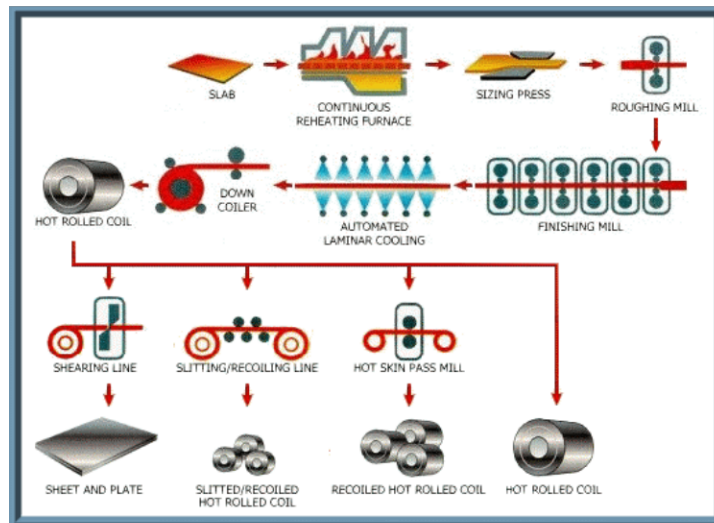 SLAB
CONTINUOUS
REHEATING FURNACE
SIZING PRESS
ROUGHING MILL
HOT ROLLED COIL
DOWN
COILER
AUTOMATED
LAMINAR COOLING
FINISHING MILL
SHEARING LINE
SLITTING/RECOILING LINE
HOT SKIN PASS MILL
SHEET AND PLATE
SLITTED/RECOILED
HOT ROLLED COIL
RECOILED HOT ROLLED COIL
HOT ROLLED COIL